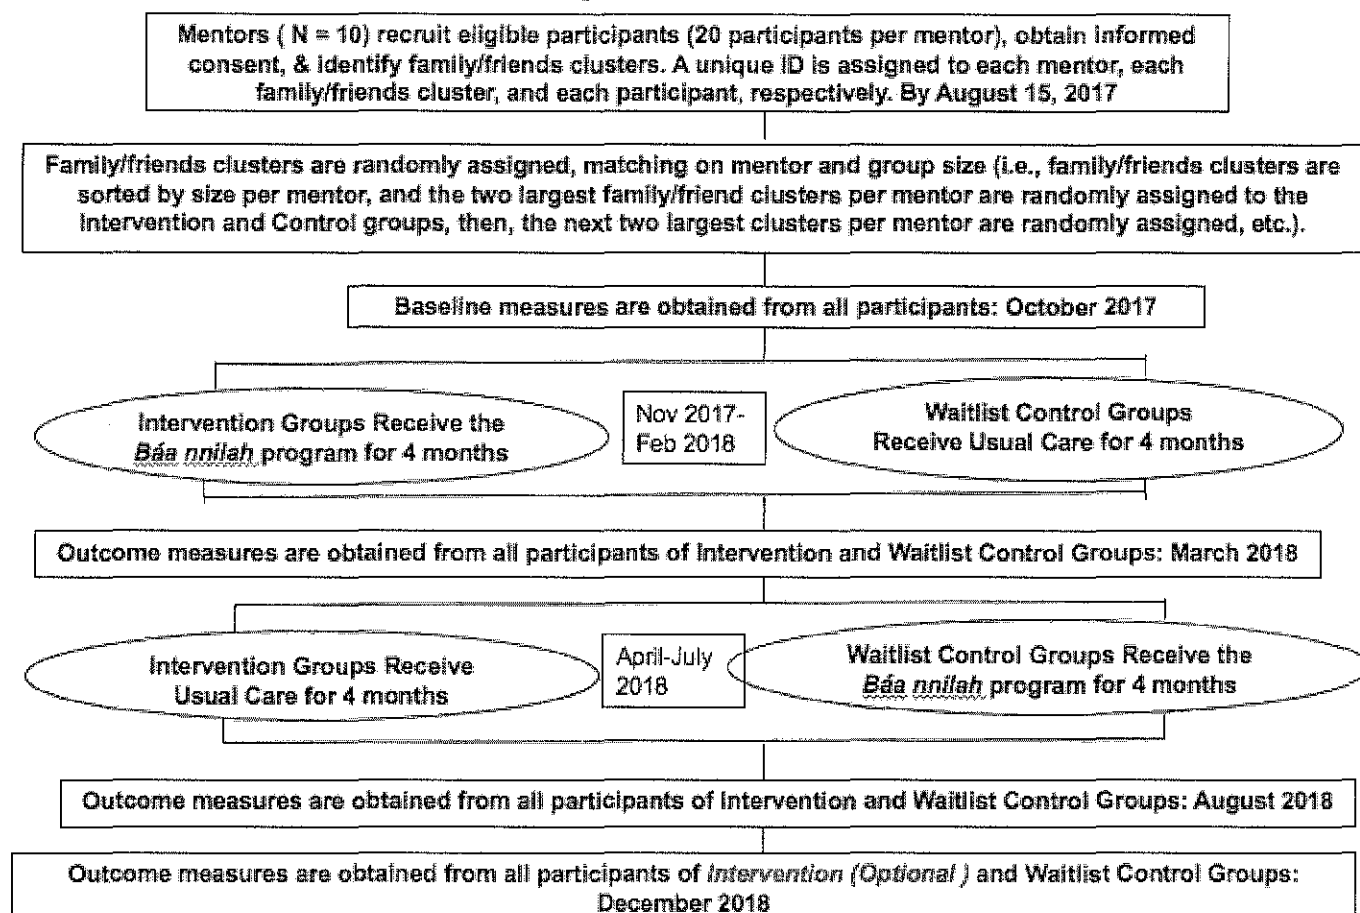 Mentors ( N = 10) recruit eligible participants (20 participants per mentor), obtain informed
consent, & identify family/friends clusters. A unique ID is assigned to each mentor, each
family/friends cluster, and each participant, respectively. By August 15, 2017
Family/friends clusters are randomly assigned, matching on mentor and group size (i.e., family/friends clusters are
sorted by size per mentor, and the two largest family/friend clusters per mentor are randomly assigned to the
Intervention and Control groups, then, the next two largest clusters per mentor are randomly assigned, etc.).
Baseline measures are obtained from all participants: October 2017
Intervention Groups Receive the
Báa nnilah program for 4 months
Nov 2017-
Feb 2018
Waitlist Control Groups
Receive Usual Care for 4 months
Outcome measures are obtained from all participants of Intervention and Waitlist Control Groups: March 2018
Intervention Groups Receive
Usual Care for 4 months
April-July
2018
Waitlist Control Groups Receive the
Báa nnilah program for 4 months
Outcome measures are obtained from all participants of Intervention and Waitlist Control Groups: August 2018
Outcome measures are obtained from all participants of Intervention (Optional ) and Waitlist Control Groups:
December 2018